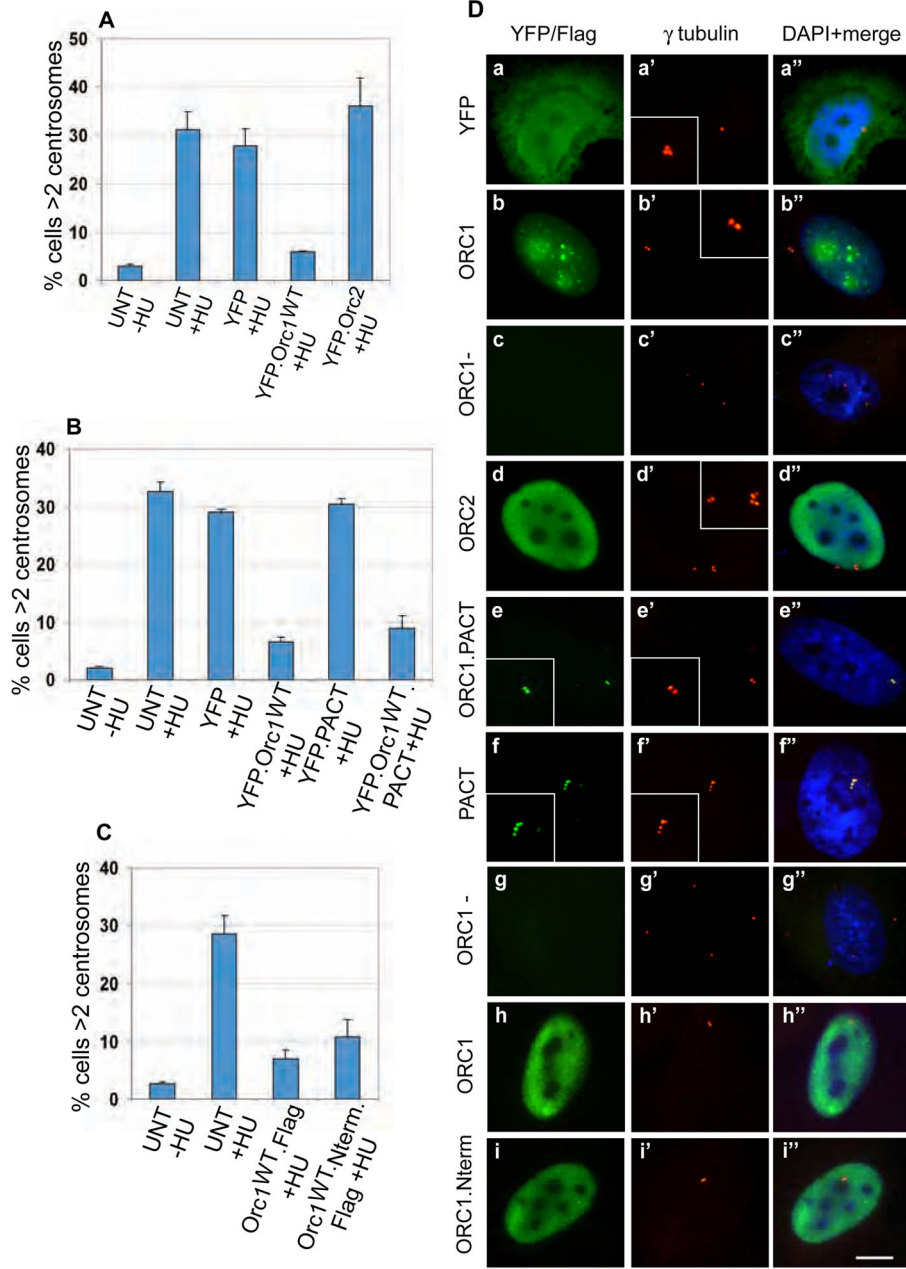 A
% cells >2 centrosomes
50
40
30
20
10
0
UNT
-HU
UNT
+HU
YFP
+HU
YFP.Orc1WT
+HU
YFP.Orc2
+HU
B
% cells >2 centrosomes
40
30
20
10
0
UNT
-HU
UNT
+HU
YFP
+HU
YFP.Orc1WT
+HU
YFP.PACT
+HU
YFP.Orc1WT.
PACT+HU
C
% cells >2 centrosomes
40
30
20
10
0
UNT
-HU
UNT
+HU
Orc1WT.Flag
+HU
Orc1WT.Nterm.
Flag +HU
D
YFP/Flag
γ tubulin
DAPI+merge
YFP
a
a’
a’’
ORC1
b
b’
b’’
ORC1-
c
c’
c’’
ORC2
d
d’
d’’
ORC1.PACT
e
e’
e’’
PACT
f
f’
f’’
ORC1 -
g
g’
g’’
ORC1
h
h’
h’’
ORC1.Nterm
i
i’
i’’